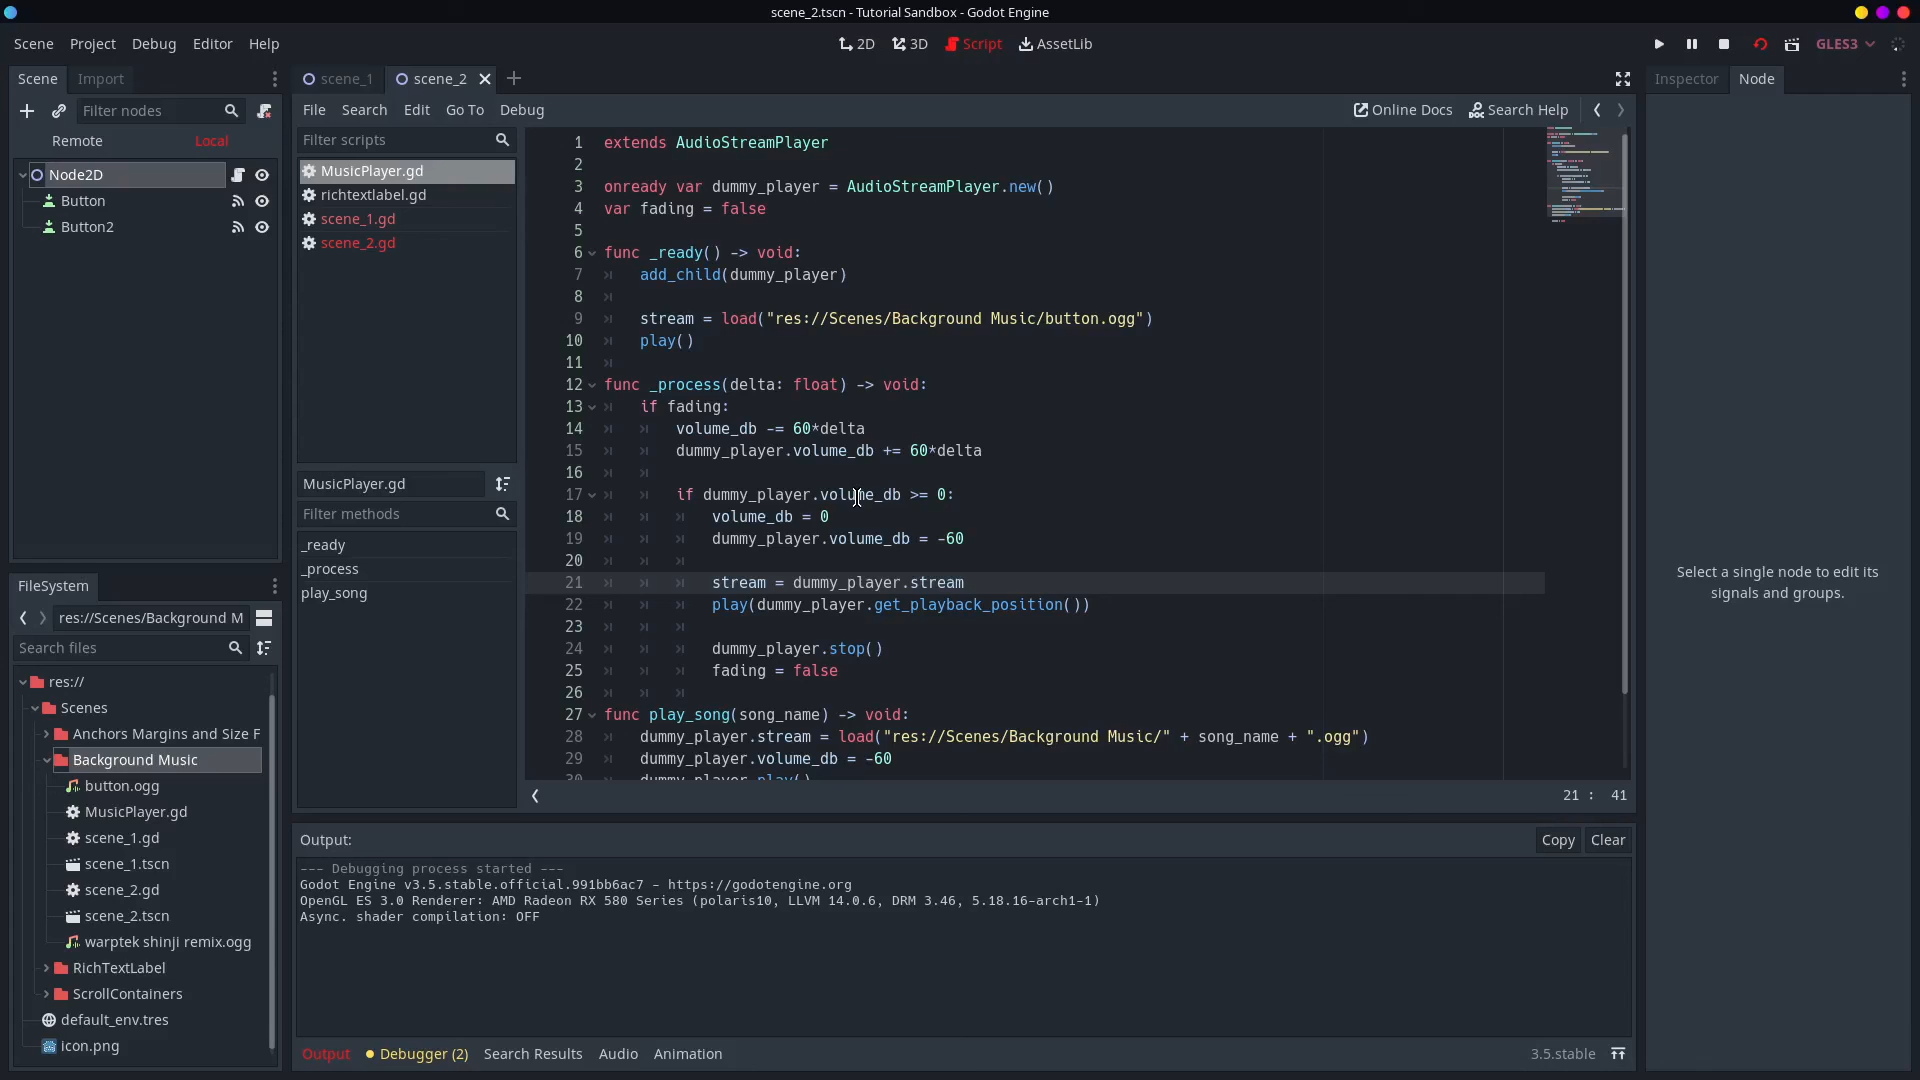 scene_2.tscn - Tutorial Sandbox - Godot Engine
Scene Project Debug Editor Help
2D 3D Script AssetLib
GLES3
Scene Import
Filter nodes
Remote Local
Node2D
Button
Button2
FileSystem
res://Scenes/Background M
Search files
res://
Scenes
Anchors Margins and Size F
Background Music
button.ogg
MusicPlayer.gd
scene_1.gd
scene_1.tscn
scene_2.gd
scene_2.tscn
warptek shinji remix.ogg
RichTextLabel
ScrollContainers
default_env.tres
icon.png
scene_1 scene_2
File Search Edit Go To Debug
Online Docs Search Help
Filter scripts
MusicPlayer.gd
richtextlabel.gd
scene_1.gd
scene_2.gd
MusicPlayer.gd
Filter methods
_ready
_process
play_song
1 extends AudioStreamPlayer
2
3 onready var dummy_player = AudioStreamPlayer.new()
4 var fading = false
5
6 func _ready() -> void:
7 add_child(dummy_player)
8
9 stream = load("res://Scenes/Background Music/button.ogg")
10 play()
11
12 func _process(delta: float) -> void:
13 if fading:
14 volume_db -= 60*delta
15 dummy_player.volume_db += 60*delta
16
17 if dummy_player.volume_db >= 0:
18 volume_db = 0
19 dummy_player.volume_db = -60
20
21 stream = dummy_player.stream
22 play(dummy_player.get_playback_position())
23
24 dummy_player.stop()
25 fading = false
26
27 func play_song(song_name) -> void:
28 dummy_player.stream = load("res://Scenes/Background Music/" + song_name + ".ogg")
29 dummy_player.volume_db = -60
30 dummy_player.play()
21 : 41
Output:
Copy Clear
--- Debugging process started ---
Godot Engine v3.5.stable.official.991bb6ac7 - https://godotengine.org
OpenGL ES 3.0 Renderer: AMD Radeon RX 580 Series (polaris10, LLVM 14.0.6, DRM 3.46, 5.18.16-arch1-1)
Async. shader compilation: OFF
Output Debugger (2) Search Results Audio Animation
3.5.stable
Inspector Node
Select a single node to edit its
signals and groups.